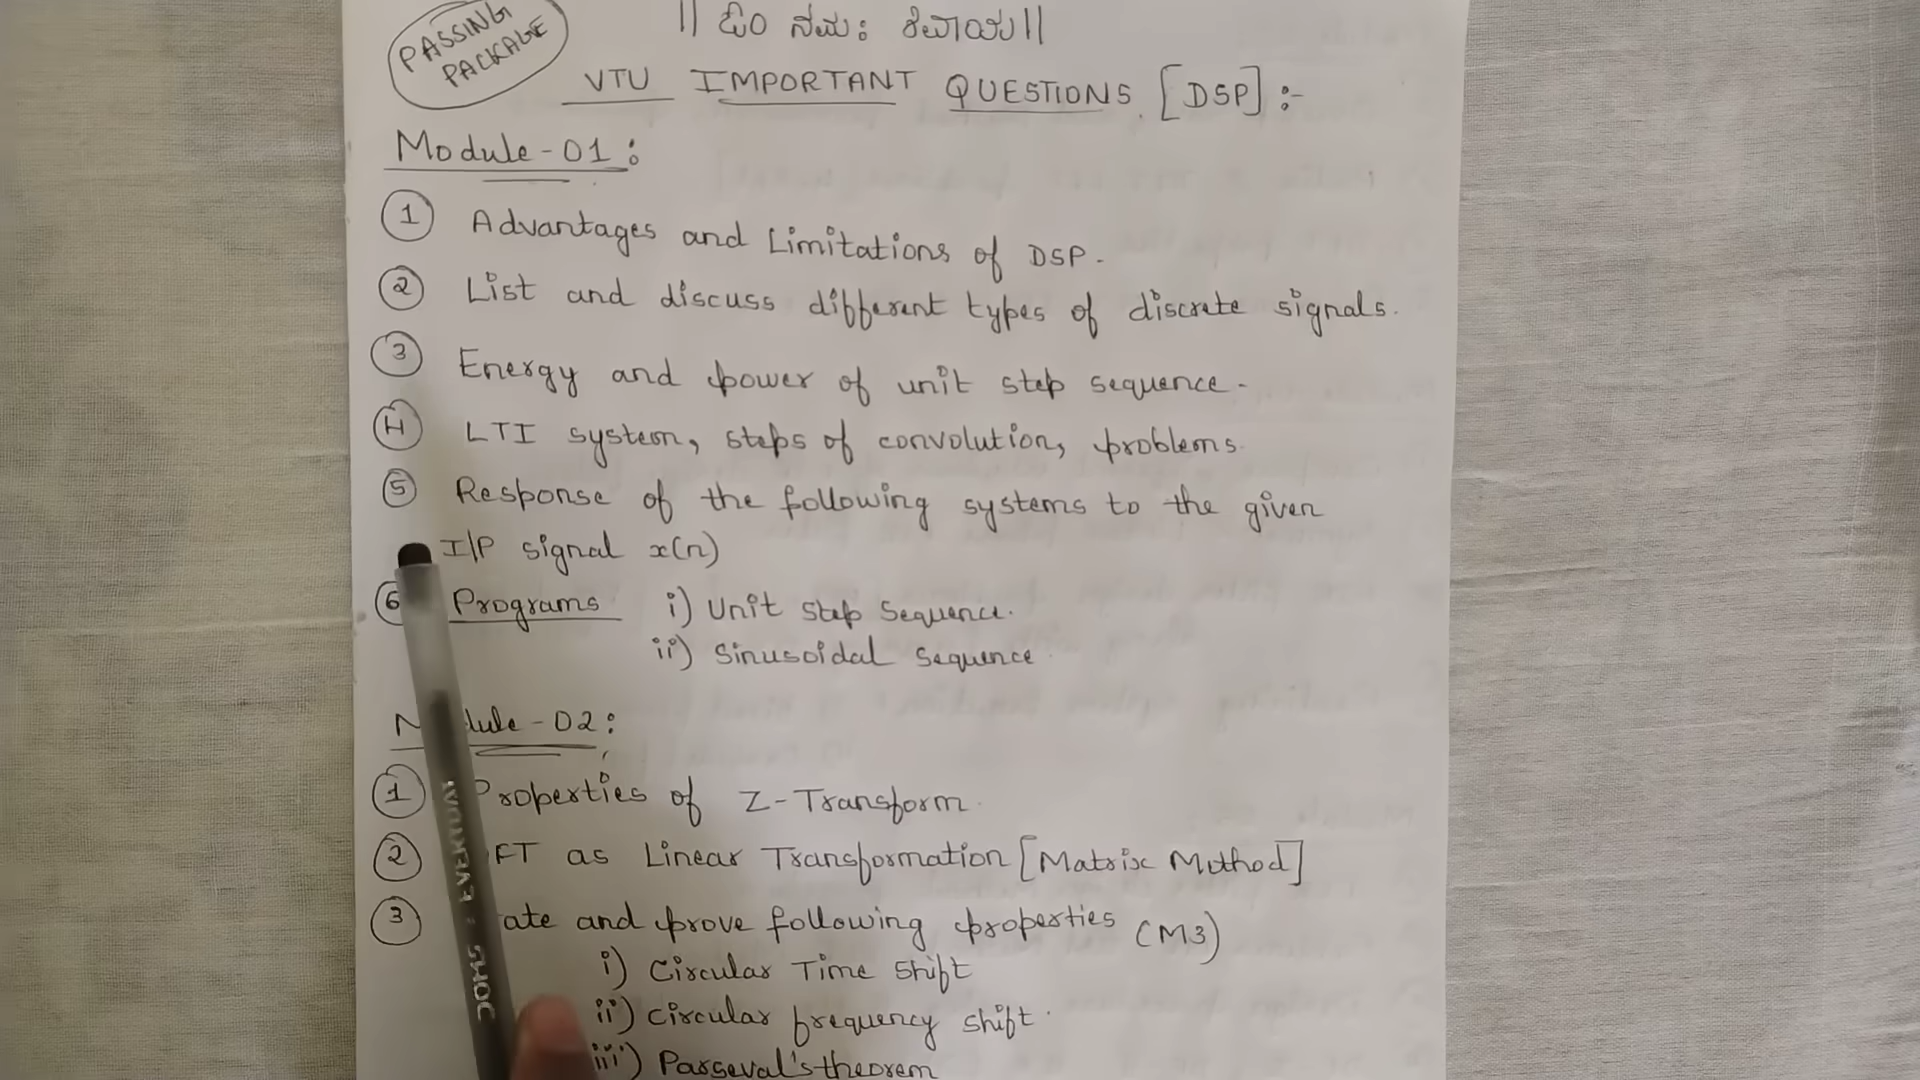 PASSING
PACKAGE
|| ಓಂ ನಮಃ ಶಿವಾಯ ||
VTU IMPORTANT QUESTIONS [DSP] :-
Module-01 :
1 Advantages and Limitations of DSP.
2 List and discuss different types of discrete signals.
3 Energy and power of unit step sequence.
4 LTI system, steps of convolution, problems.
5 Response of the following systems to the given
I/P signal x(n)
6 Programs i) Unit Step Sequence.
ii) Sinusoidal Sequence
dule-02 :
1 Properties of Z-Transform.
2 FT as Linear Transformation [Matrix Method]
3 ate and prove following properties (M3)
i) Circular Time Shift
ii) Circular frequency shift.
iii) Parseval's theorem
DOMS : EVERYDAY